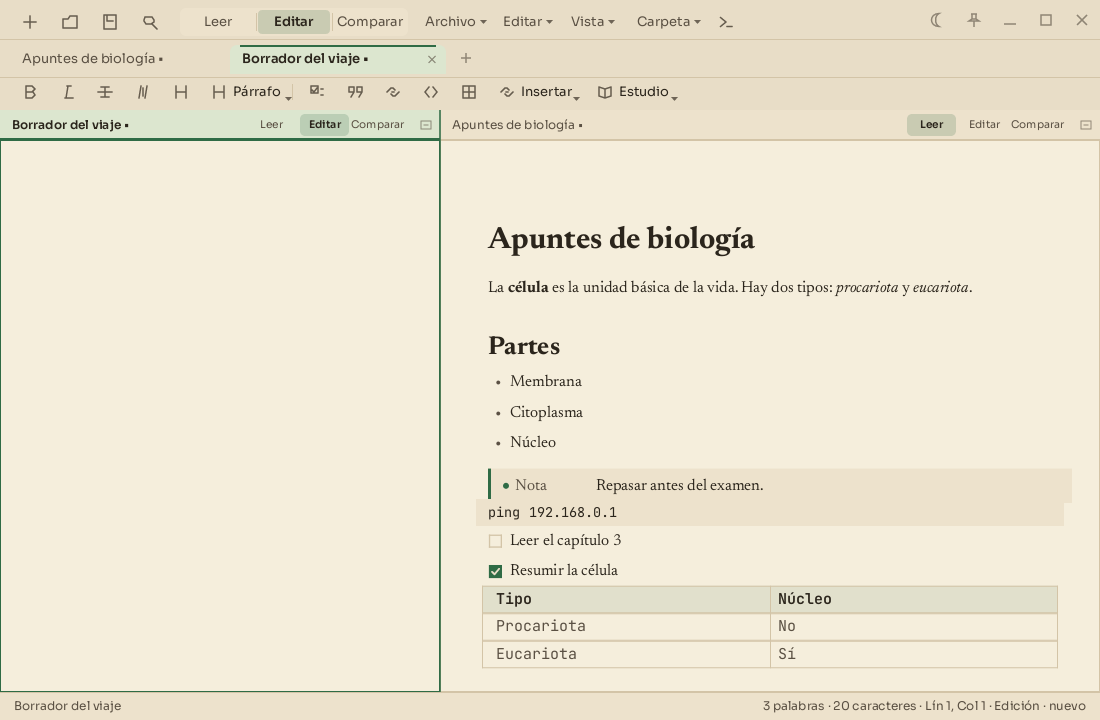 Leer Editar Comparar Archivo Editar Vista Carpeta
Apuntes de biología • Borrador del viaje •
Párrafo Insertar Estudio
Borrador del viaje • Leer Editar Comparar
Apuntes de biología • Leer Editar Comparar
Apuntes de biología
La célula es la unidad básica de la vida. Hay dos tipos: procariota y eucariota.
Partes
• Membrana
• Citoplasma
• Núcleo
• Nota Repasar antes del examen.
ping 192.168.0.1
Leer el capítulo 3
Resumir la célula
Tipo Núcleo
Procariota No
Eucariota Sí
Borrador del viaje 3 palabras · 20 caracteres · Lín 1, Col 1 · Edición · nuevo